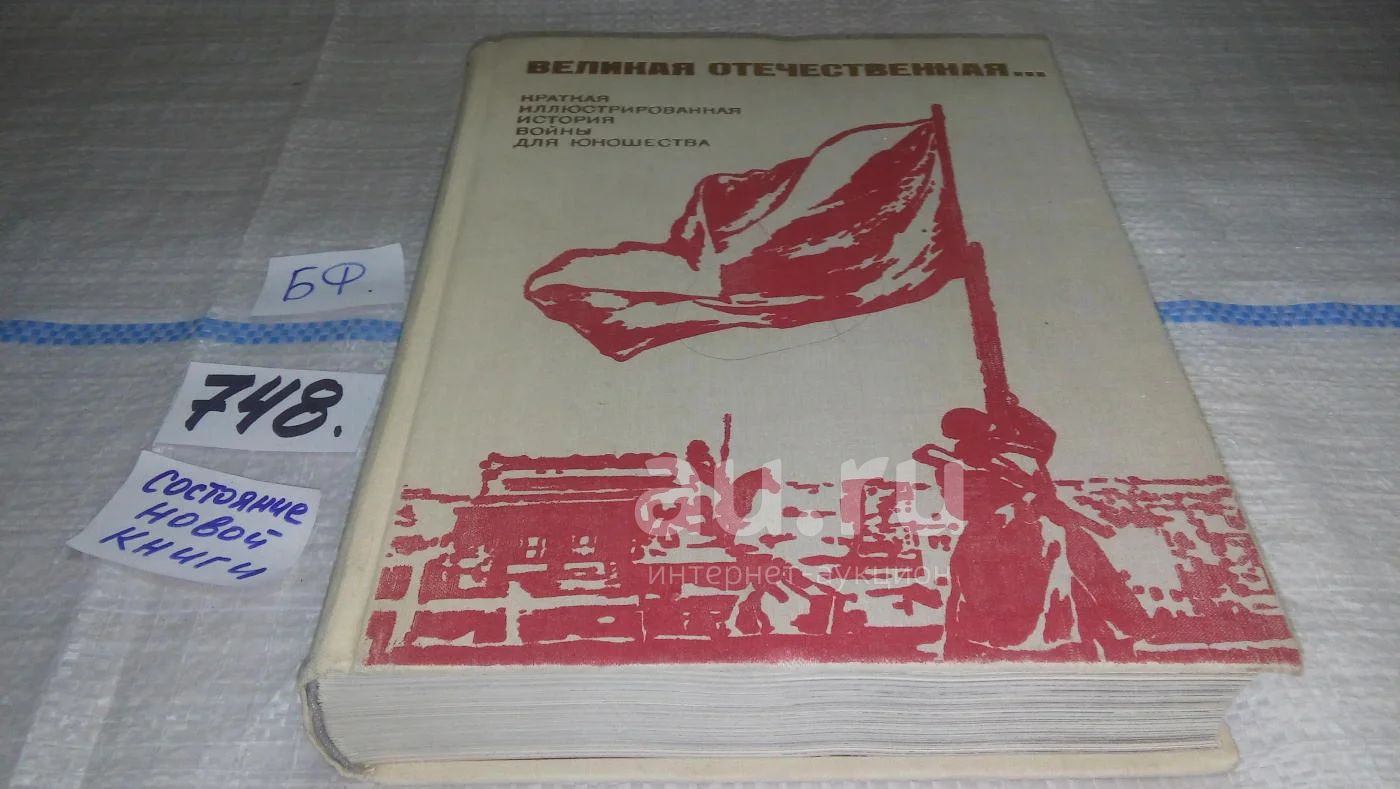 ВЕЛИКАЯ ОТЕЧЕСТВЕННАЯ...
КРАТКАЯ
ИЛЛЮСТРИРОВАННАЯ
ИСТОРИЯ
ВОЙНЫ
ДЛЯ ЮНОШЕСТВА
БФ.
748.
СОСТОЯНИЕ
НОВОЙ
КНИГИ
au.ru
интернет аукцион